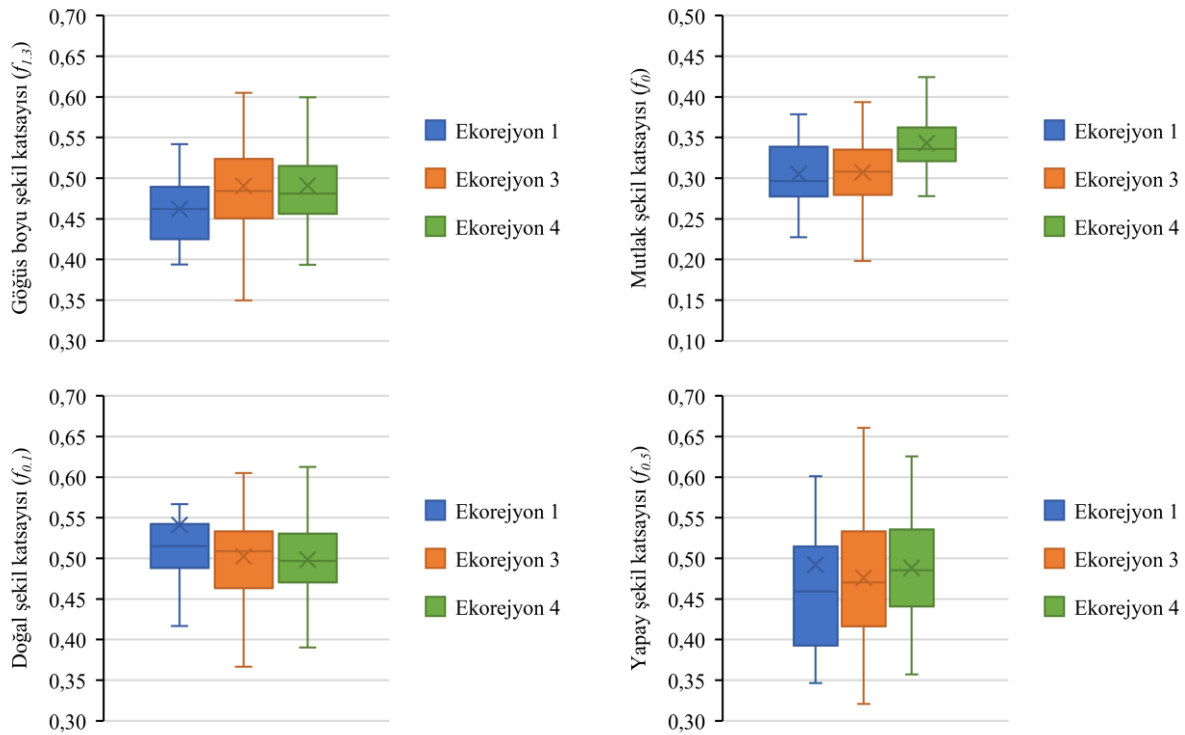 Göğüs boyu şekil katsayısı (f1.3)
0,70
0,65
0,60
0,55
0,50
0,45
0,40
0,35
0,30
Ekorejyon 1
Ekorejyon 3
Ekorejyon 4
Mutlak şekil katsayısı (f0)
0,50
0,45
0,40
0,35
0,30
0,25
0,20
0,15
0,10
Ekorejyon 1
Ekorejyon 3
Ekorejyon 4
Doğal şekil katsayısı (f0.1)
0,70
0,65
0,60
0,55
0,50
0,45
0,40
0,35
0,30
Ekorejyon 1
Ekorejyon 3
Ekorejyon 4
Yapay şekil katsayısı (f0.5)
0,70
0,65
0,60
0,55
0,50
0,45
0,40
0,35
0,30
Ekorejyon 1
Ekorejyon 3
Ekorejyon 4